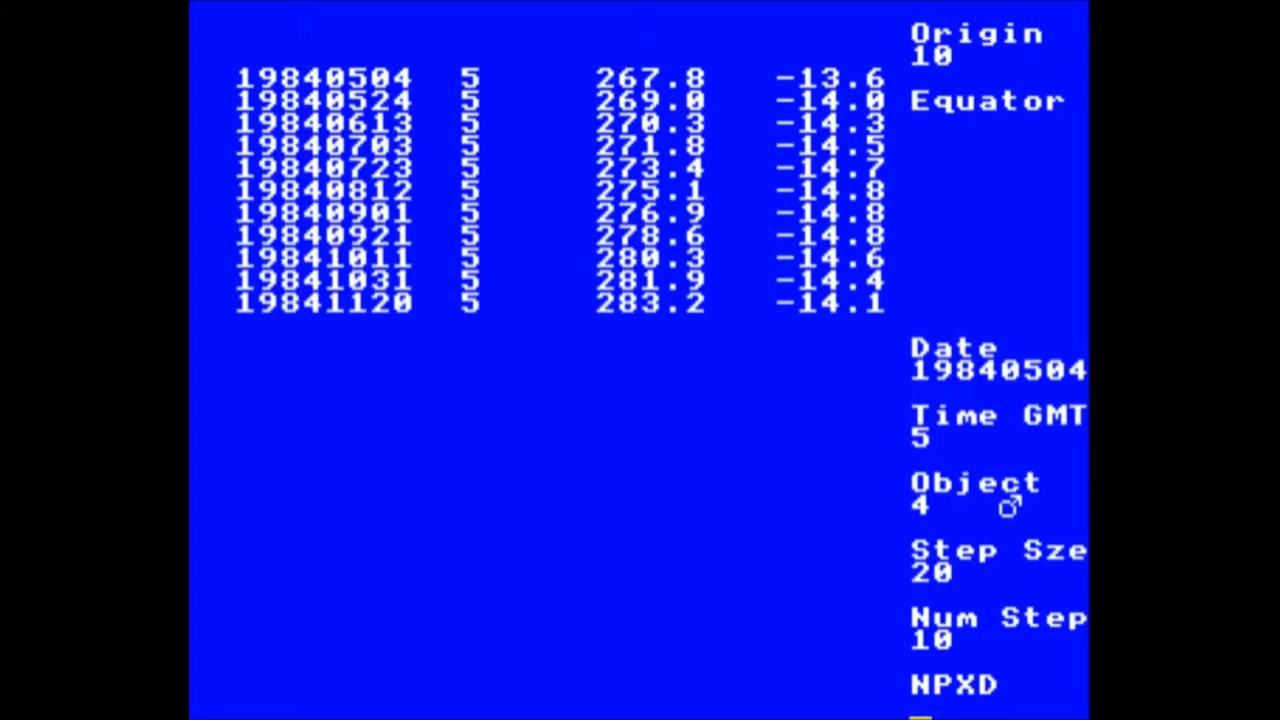 Origin
10
19840504 5 267.8 -13.6
19840524 5 269.0 -14.0 Equator
19840613 5 270.3 -14.3
19840703 5 271.8 -14.5
19840723 5 273.4 -14.7
19840812 5 275.1 -14.8
19840901 5 276.9 -14.8
19840921 5 278.6 -14.8
19841011 5 280.3 -14.6
19841031 5 281.9 -14.4
19841120 5 283.2 -14.1
Date
19840504
Time GMT
5
Object
4 ♂
Step Sze
20
Num Step
10
NPXD